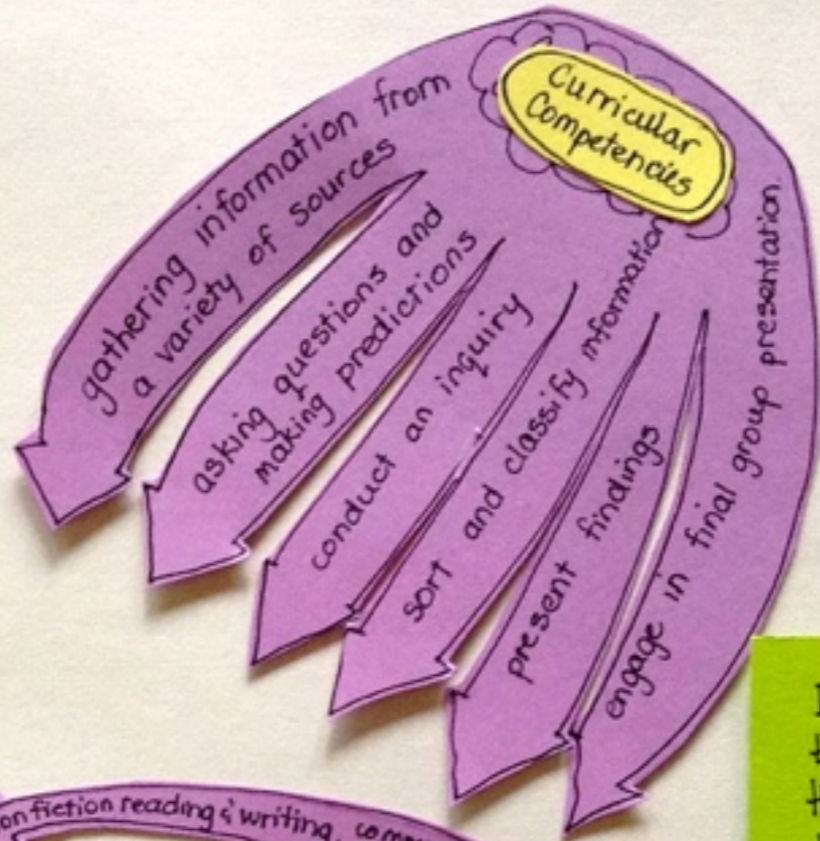 Curricular
Competencies
gathering information from
a variety of sources
asking questions and
making predictions
conduct an inquiry
sort and classify information
present findings
engage in final group presentation.
fiction reading & writing,